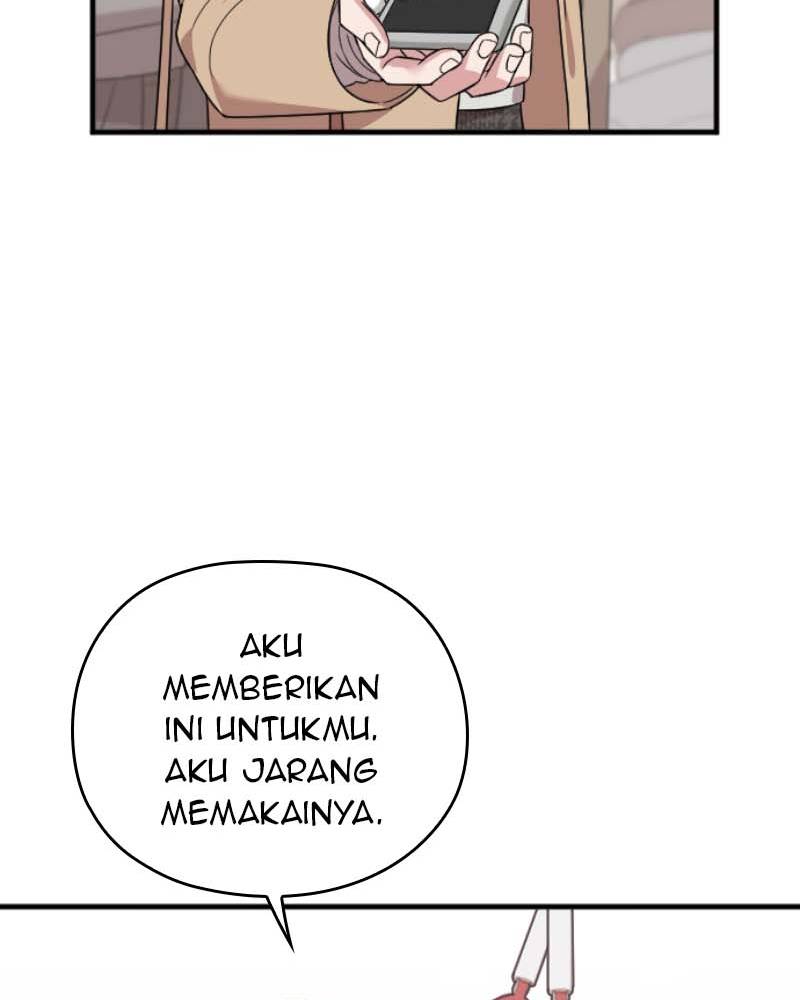 AKU
MEMBERIKAN
INI UNTUKMU.
AKU JARANG
MEMAKAINYA.